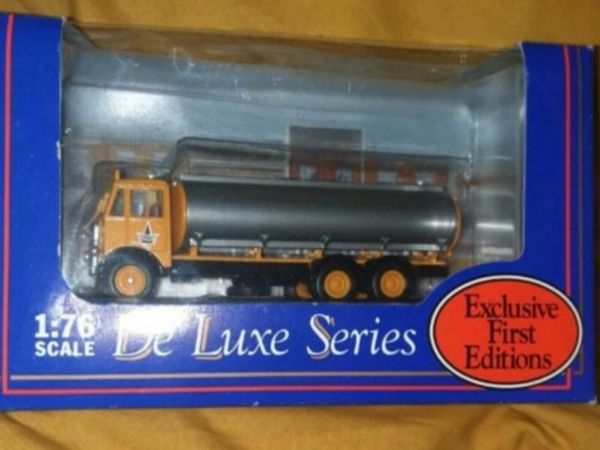 1:76
SCALE
De Luxe Series
Exclusive
First
Editions